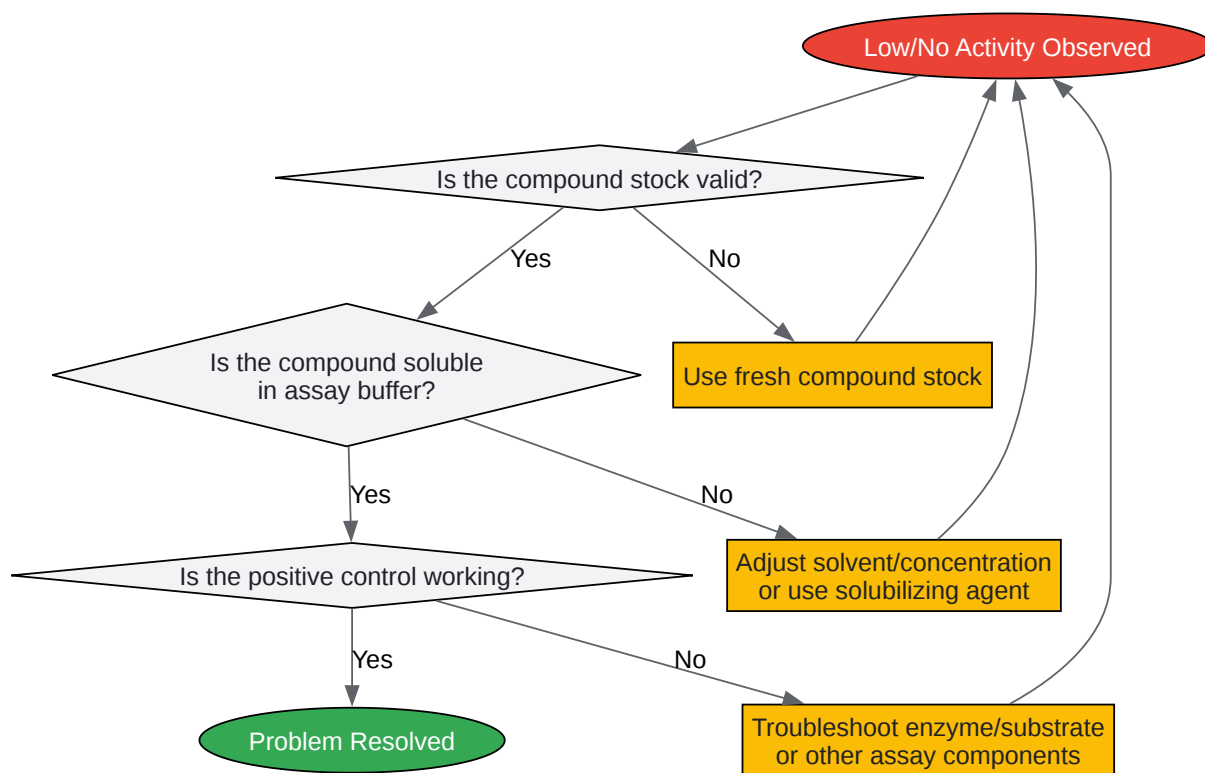 Low/No Activity Observed
Is the compound stock valid?
Yes
No
Is the compound soluble
in assay buffer?
Use fresh compound stock
Yes
No
Adjust solvent/concentration
or use solubilizing agent
Is the positive control working?
Yes
No
Problem Resolved
Troubleshoot enzyme/substrate
or other assay components